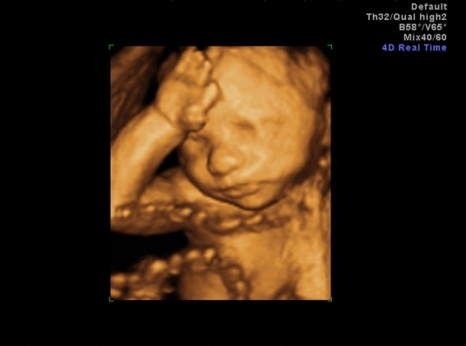 Default
Th32/Qual high2
B58°/V65°
Mix40/60
4D Real Time